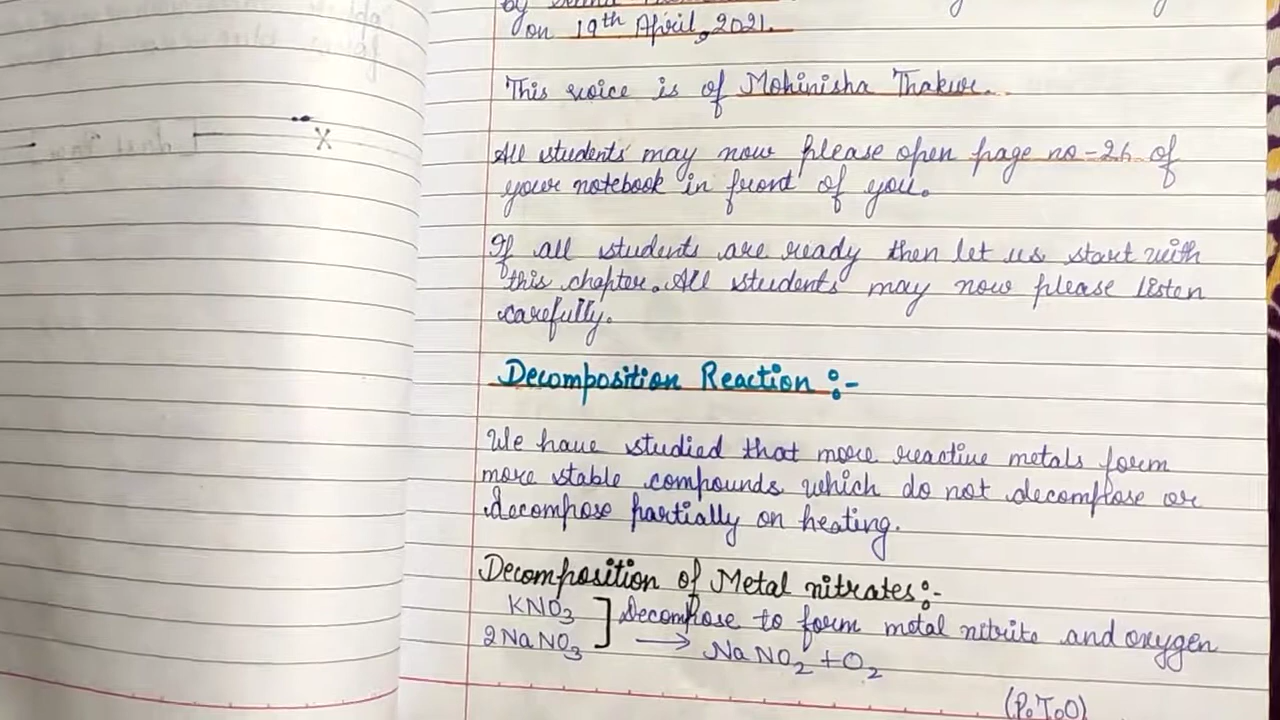 by
on 19th April, 2021.
This voice is of Mohinisha Thakur.
All students may now please open page no-26 of
your notebook in front of you.
If all students are ready then let us start with
this chapter. All students may now please listen
carefully.
Decomposition Reaction :-
We have studied that more reactive metals form
more stable compounds which do not decompose or
decompose partially on heating.
Decomposition of Metal nitrates:-
KNO3 ] Decompose to form metal nitrite and oxygen
2NaNO3 ] → NaNO2 + O2
(P.T.O)